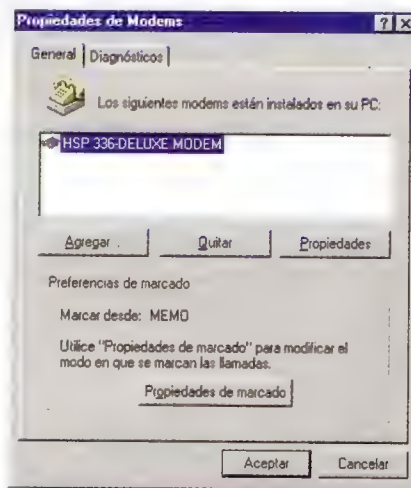 Propiedades de Modems
General Diagnósticos
Los siguientes modems están instalados en su PC:
HSP 336-DELUXE MODEM
Agregar . Quitar Propiedades
Preferencias de marcado
Marcar desde: MEMO
Utilice "Propiedades de marcado" para modificar el
modo en que se marcan las llamadas.
Propiedades de marcado
Aceptar Cancelar